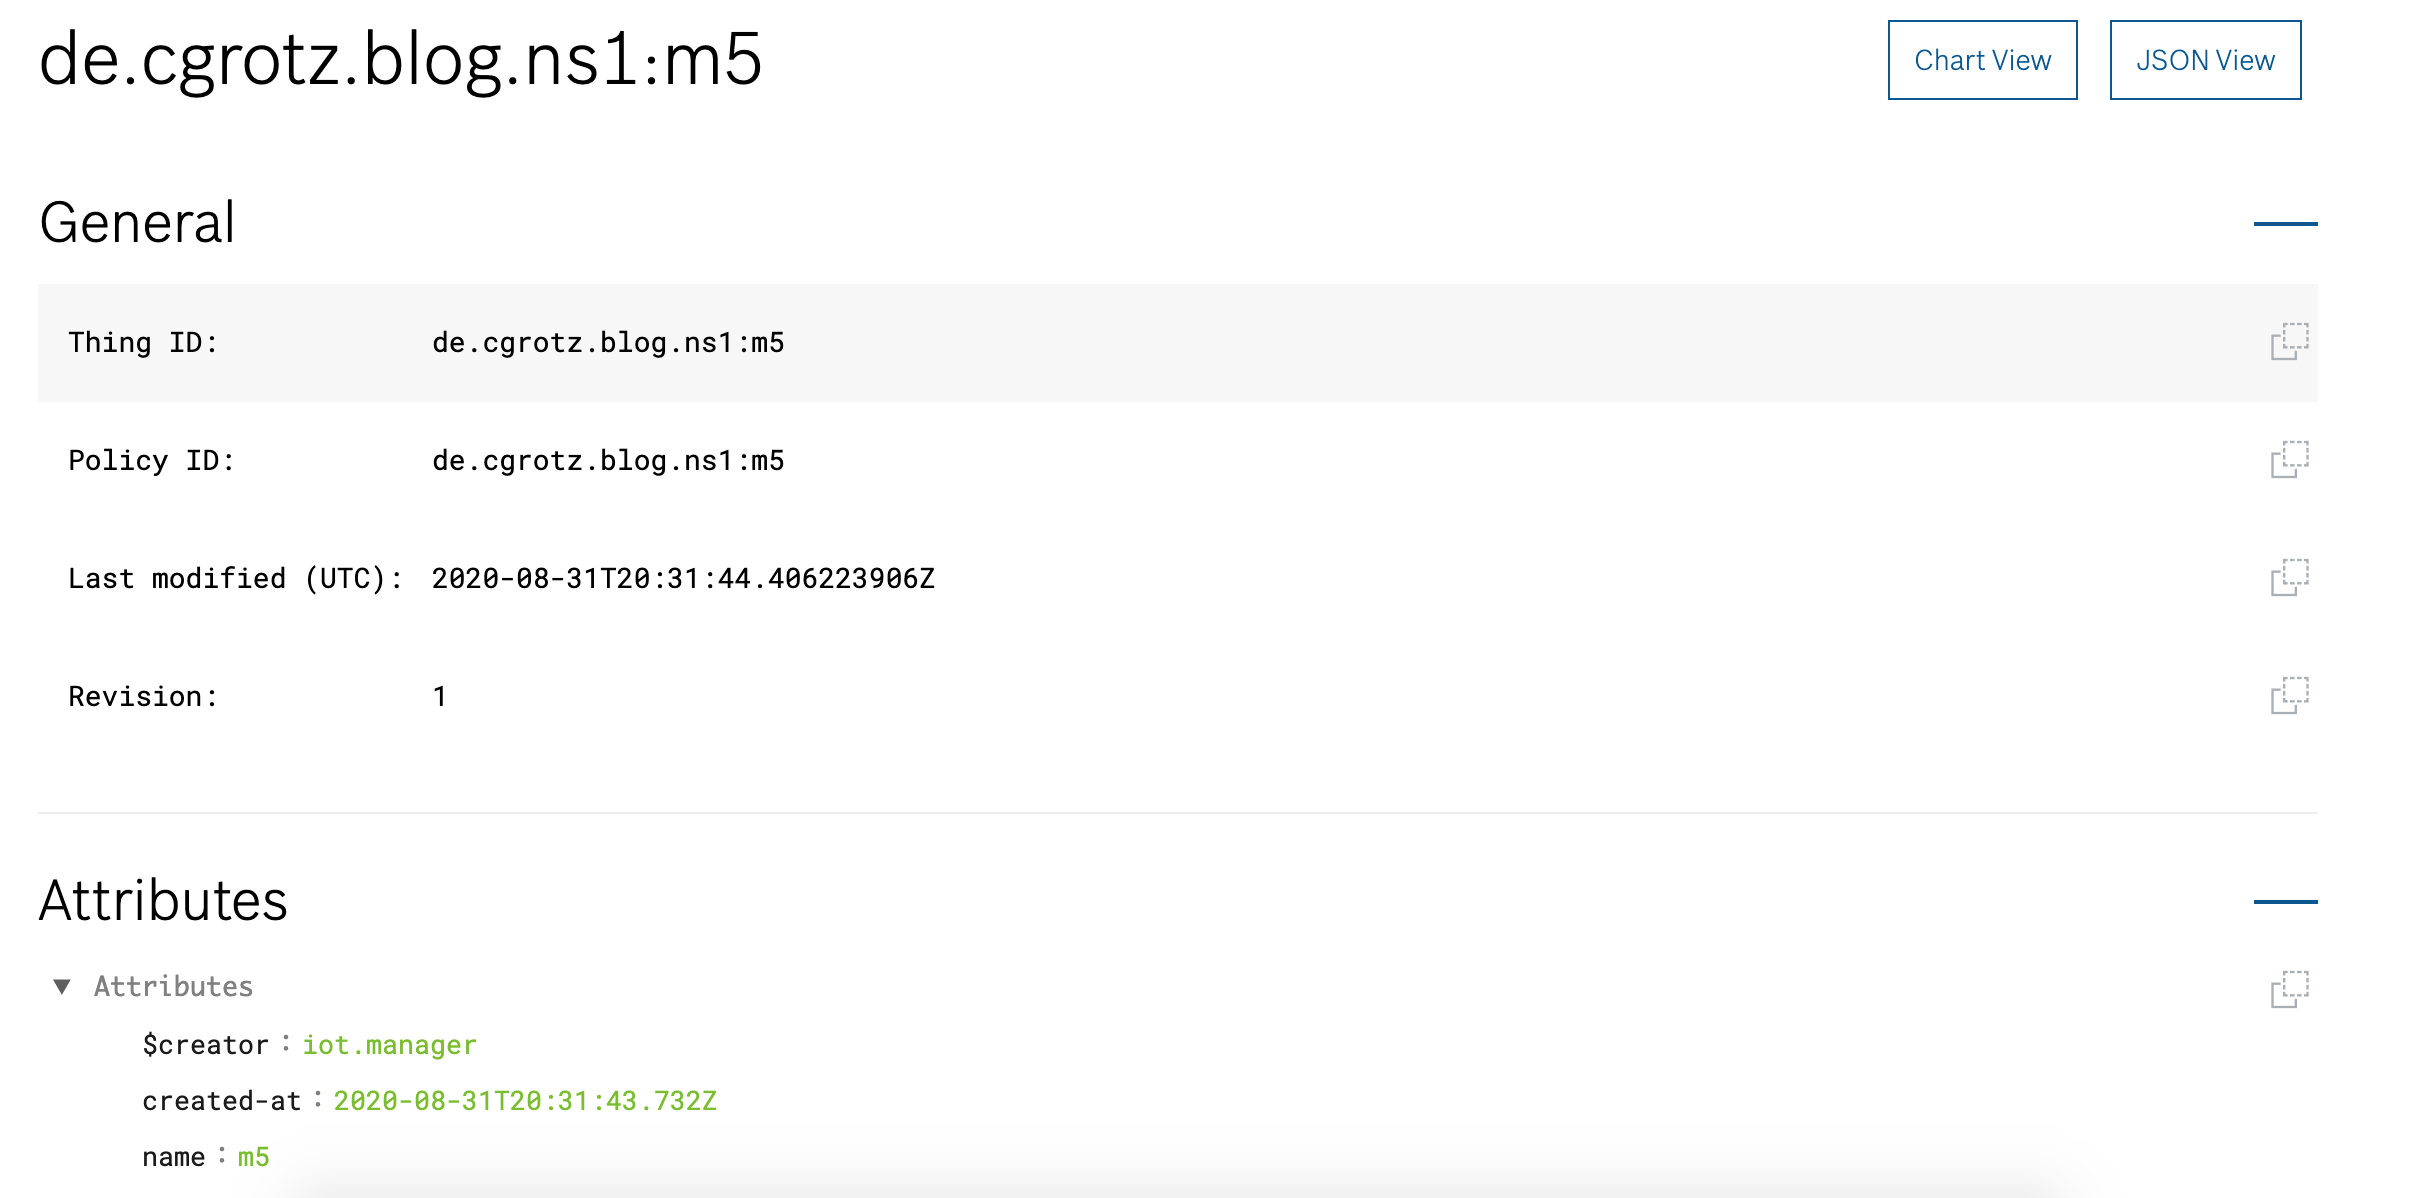 de.cgrotz.blog.ns1:m5
Chart View
JSON View
General
Thing ID: de.cgrotz.blog.ns1:m5
Policy ID: de.cgrotz.blog.ns1:m5
Last modified (UTC): 2020-08-31T20:31:44.406223906Z
Revision: 1
Attributes
▼ Attributes
$creator : iot.manager
created-at : 2020-08-31T20:31:43.732Z
name : m5